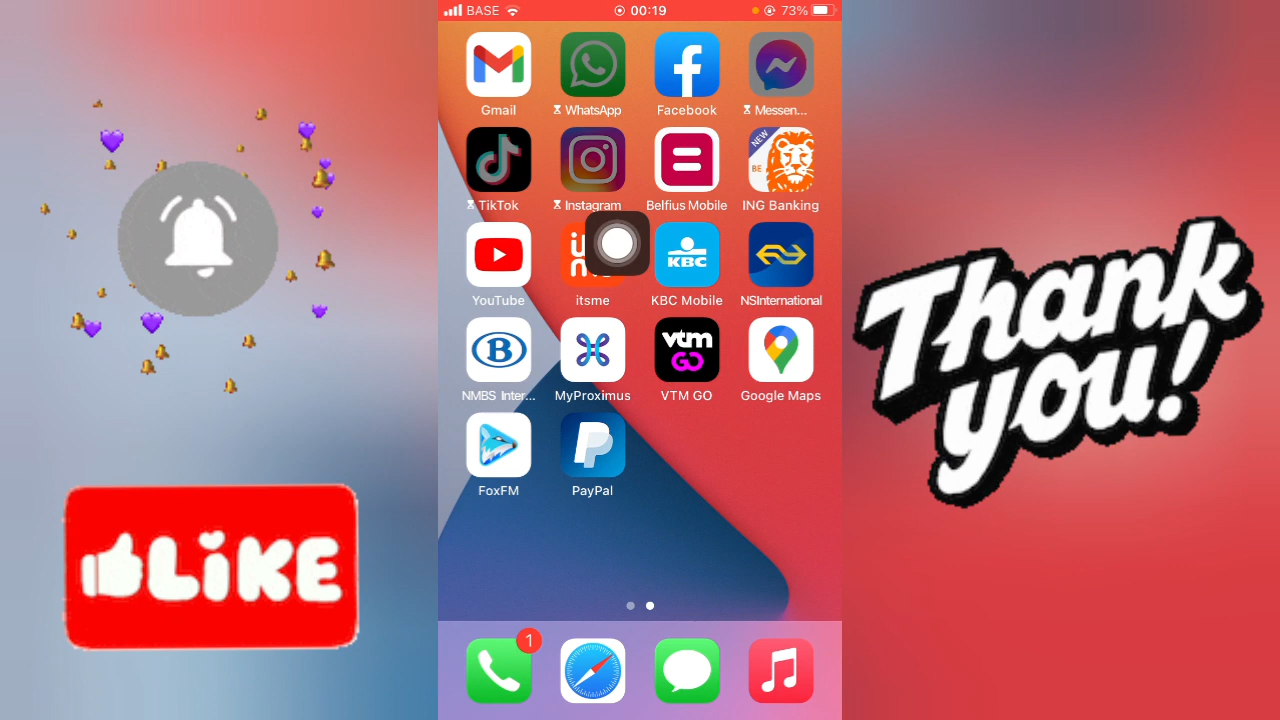 BASE 00:19 73%
Gmail WhatsApp Facebook Messen...
NEW
BE
TikTok Instagram Belfius Mobile ING Banking
KBC
YouTube itsme KBC Mobile NSInternational
B vtm
GO
NMBS Inter... MyProximus VTM GO Google Maps
FoxFM PayPal
1
LiKE
Thank
you!